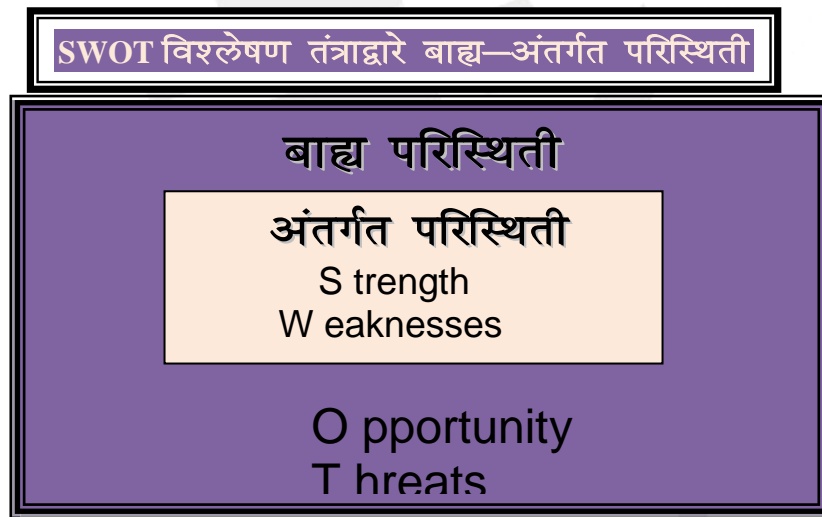 SWOT विश्लेषण तंत्राद्वारे बाह्य—अंतर्गत परिस्थिती
बाह्य परिस्थिती
अंतर्गत परिस्थिती
S trength
W eaknesses
O pportunity
T hreats